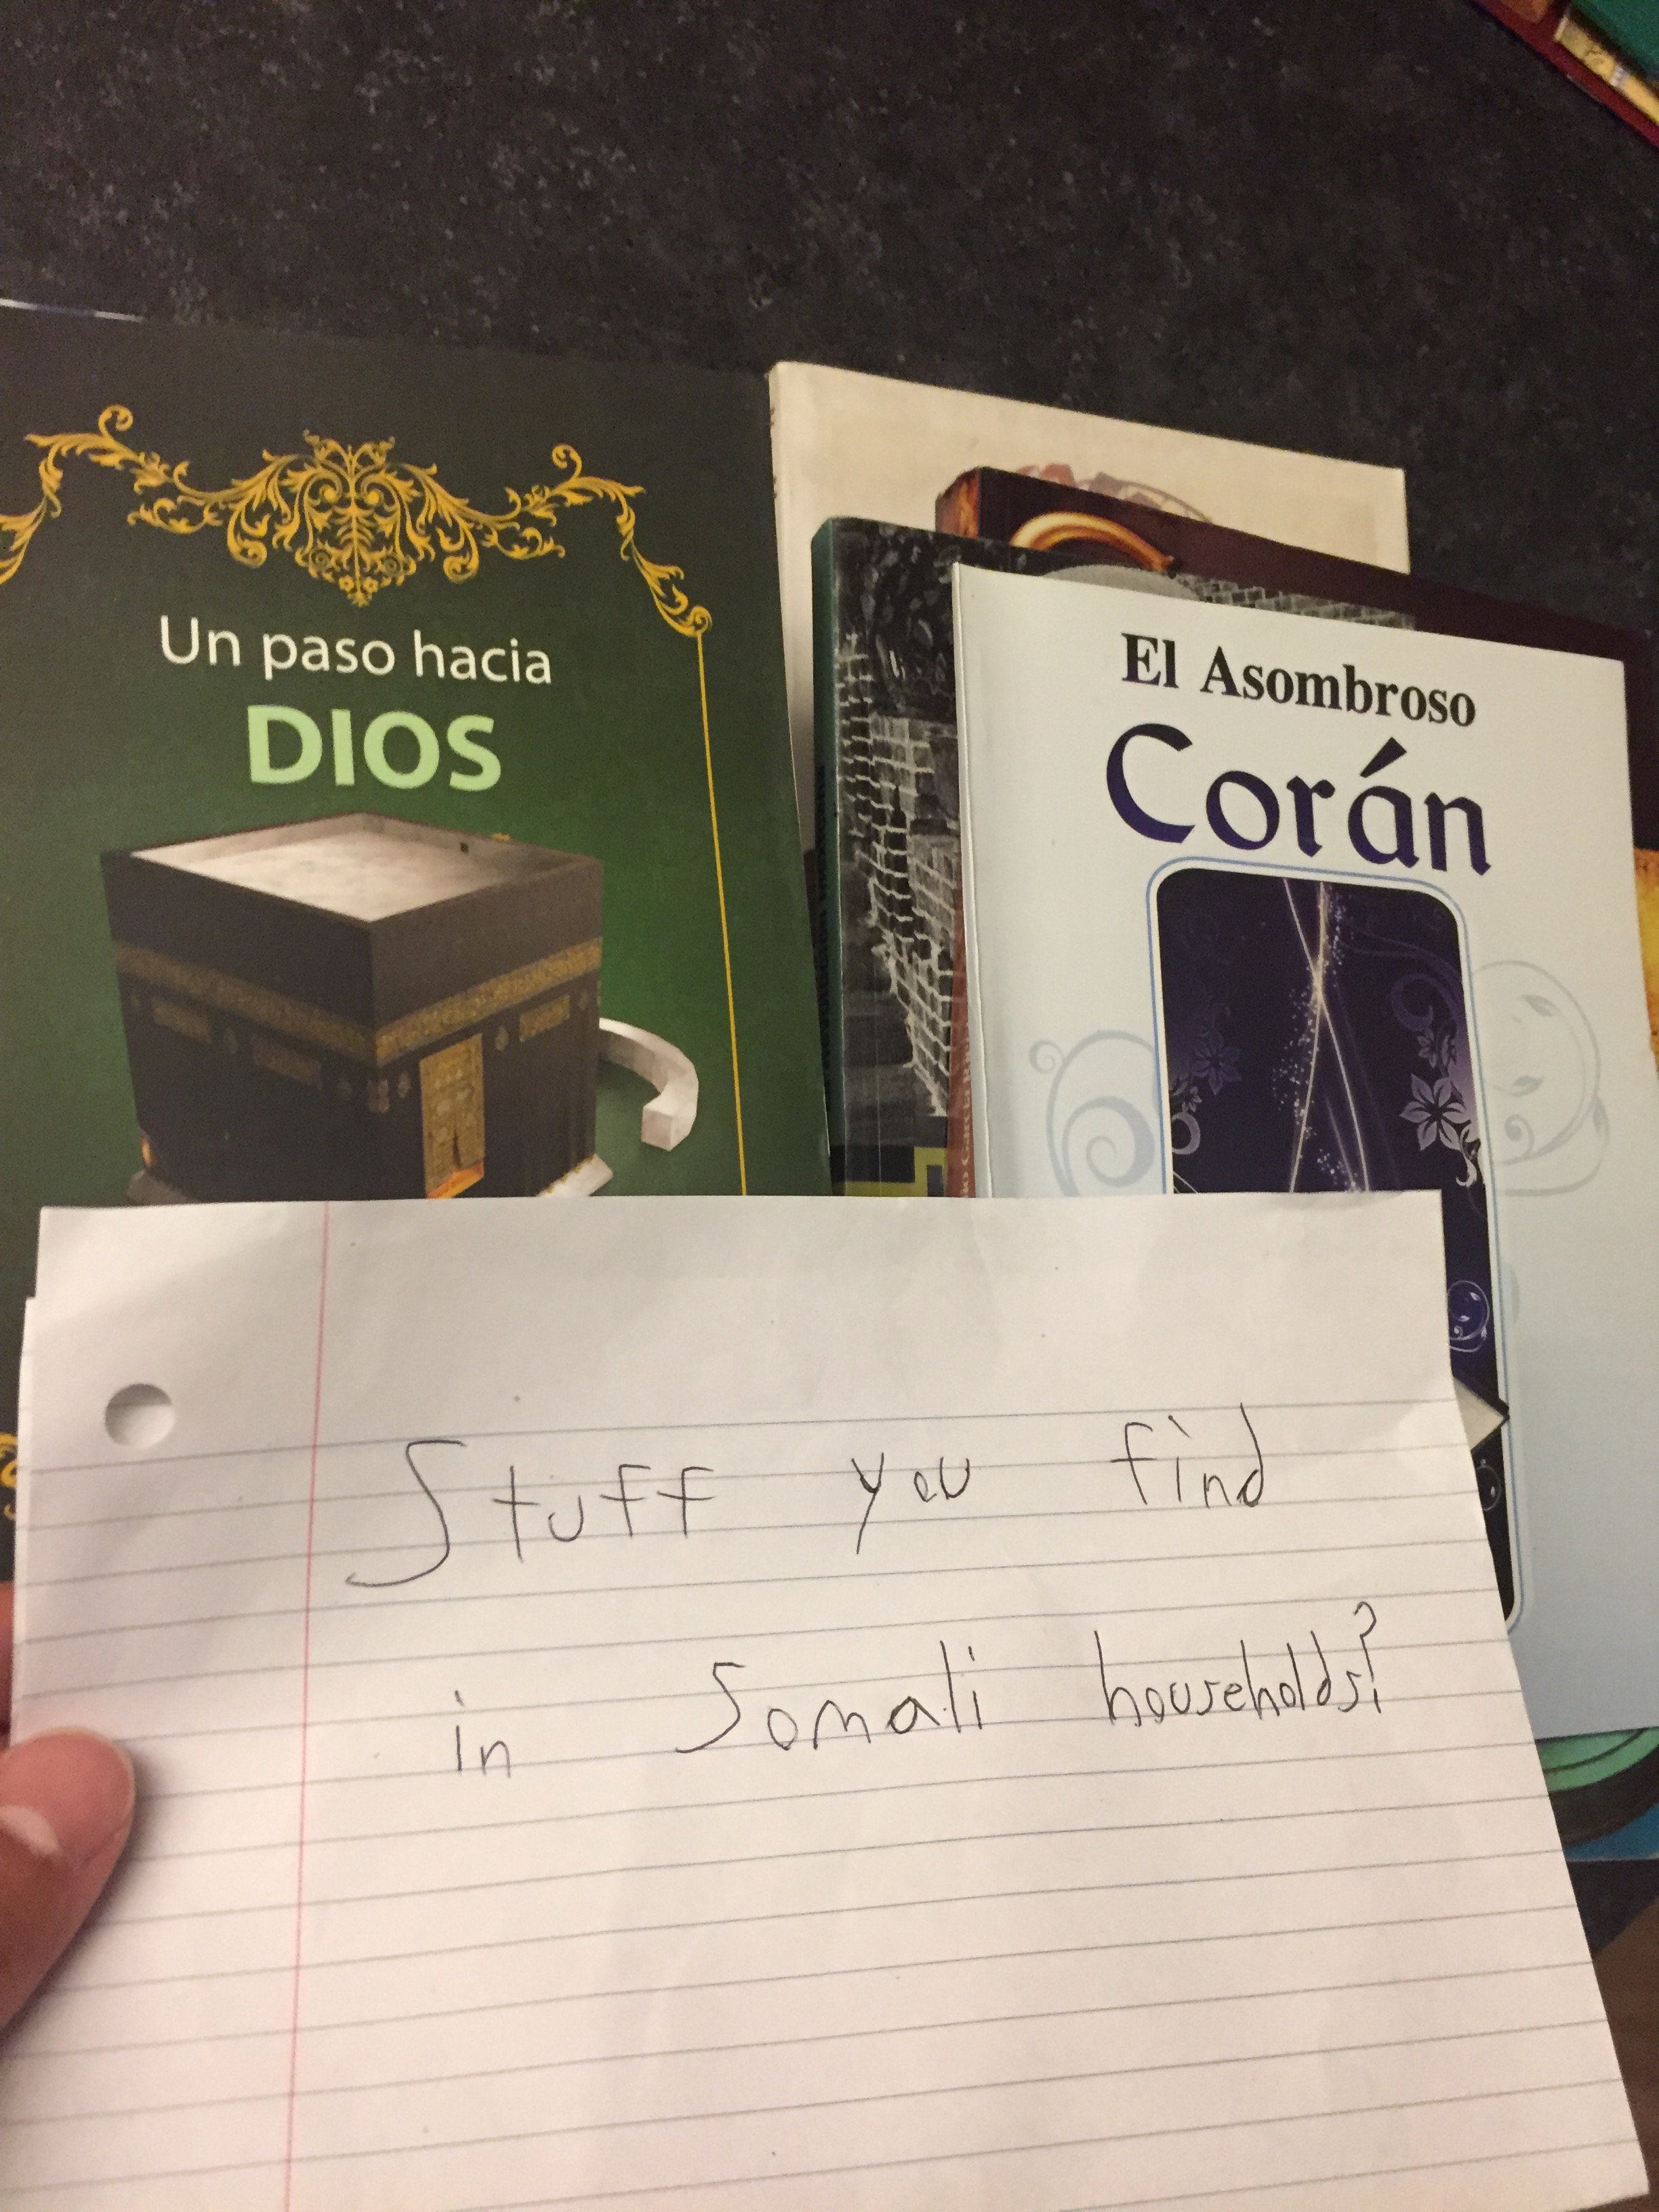 Un paso hacia
DIOS
El Asombroso
Corán
Stuff you find
in Somali households?